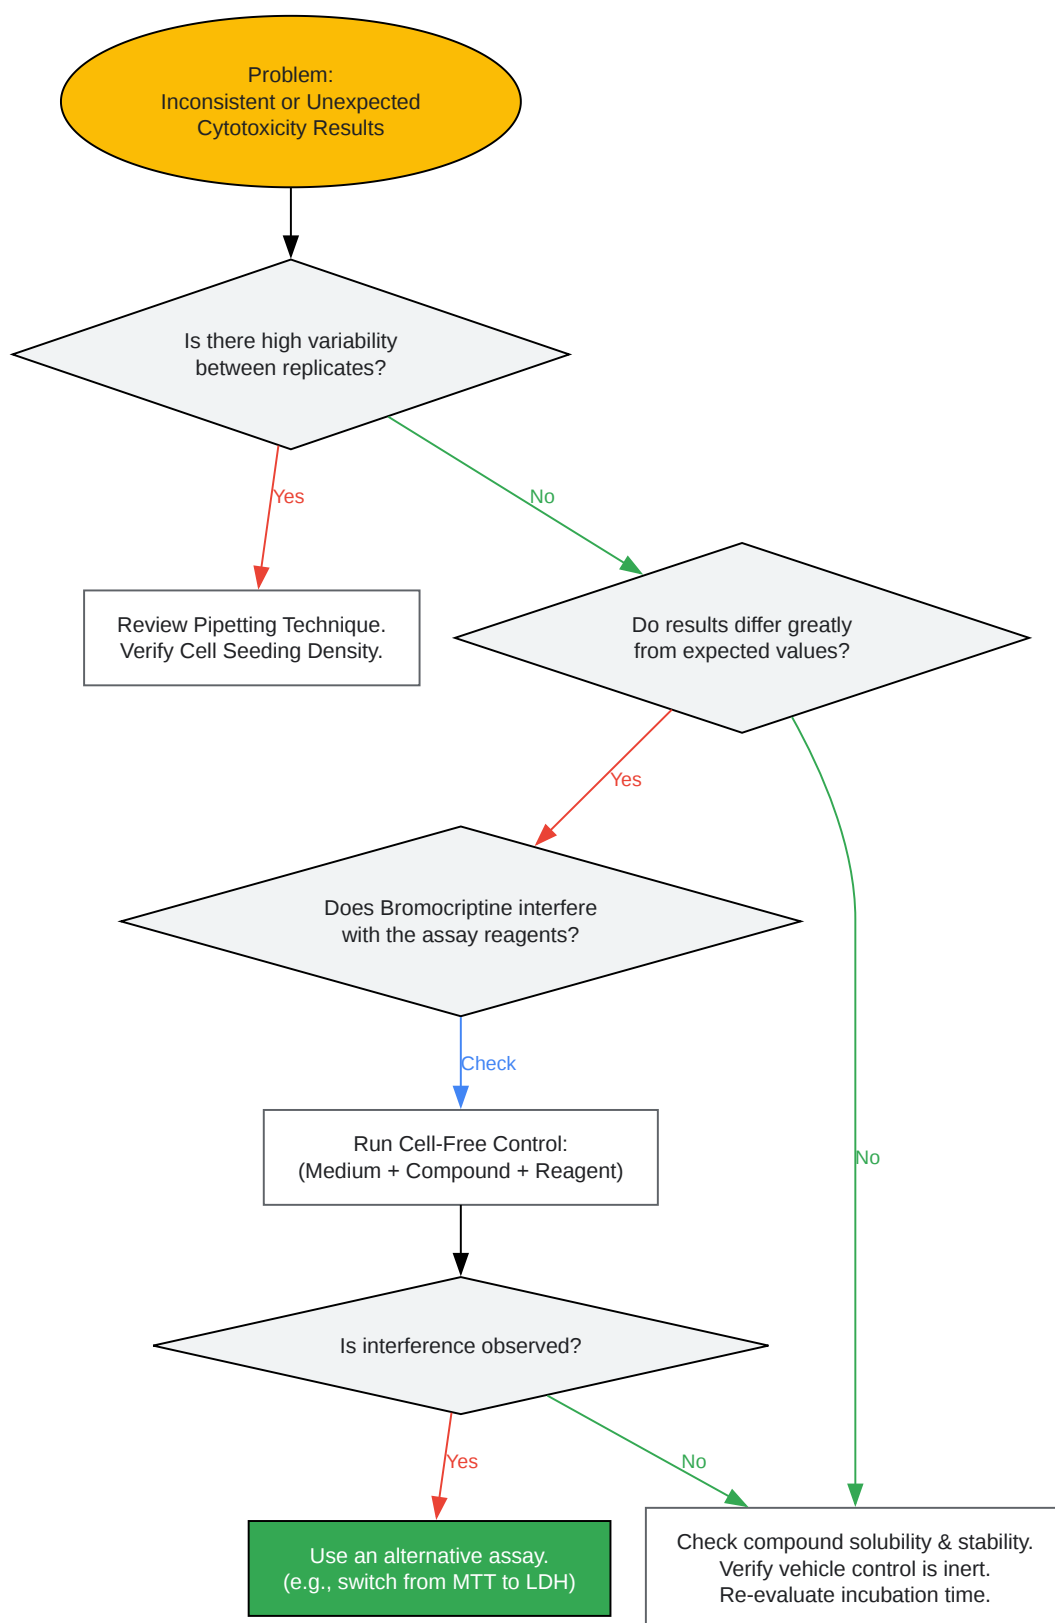 Problem:
Inconsistent or Unexpected
Cytotoxicity Results
Is there high variability
between replicates?
Yes
No
Review Pipetting Technique.
Verify Cell Seeding Density.
Do results differ greatly
from expected values?
Yes
Does Bromocriptine interfere
with the assay reagents?
Check
Run Cell-Free Control:
(Medium + Compound + Reagent)
No
Is interference observed?
Yes
No
Use an alternative assay.
(e.g., switch from MTT to LDH)
Check compound solubility & stability.
Verify vehicle control is inert.
Re-evaluate incubation time.